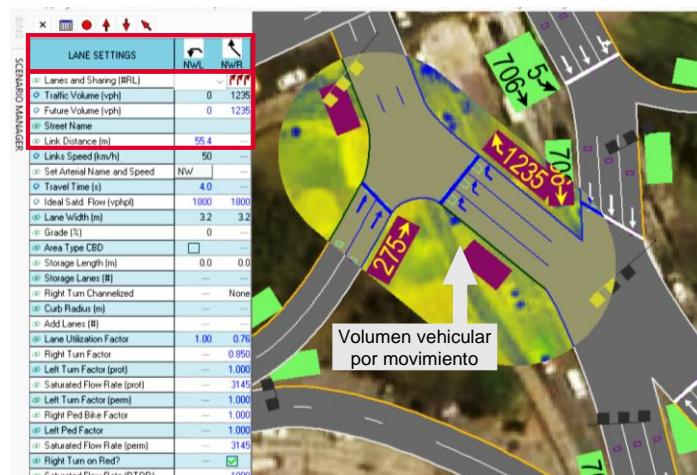 SCENARIO MANAGER
LANE SETTINGS NWL NWR
Lanes and Sharing (#RL)
Traffic Volume (vph) 0 1235
Future Volume (vph) 0 1235
Street Name
Link Distance (m) 55.4 —
Links Speed (km/h) 50 —
Set Arterial Name and Speed NW —
Travel Time (s) 4.0 —
Ideal Satd. Flow (vphpl) 1800 1800
Lane Width (m) 3.2 3.2
Grade (%) 0 —
Area Type CBD —
Storage Length (m) 0.0 0.0
Storage Lanes (#) — —
Right Turn Channelized — None
Curb Radius (m) — —
Add Lanes (#) — —
Lane Utilization Factor 1.00 0.76
Right Turn Factor — 0.850
Left Turn Factor (prot) — 1.000
Saturated Flow Rate (prot) — 3145
Left Turn Factor (perm) — 1.000
Right Ped Bike Factor — 1.000
Left Ped Factor — 1.000
Saturated Flow Rate (perm) — 3145
Right Turn on Red? —
5
706
1235
275
Volumen vehicular
por movimiento
706
5